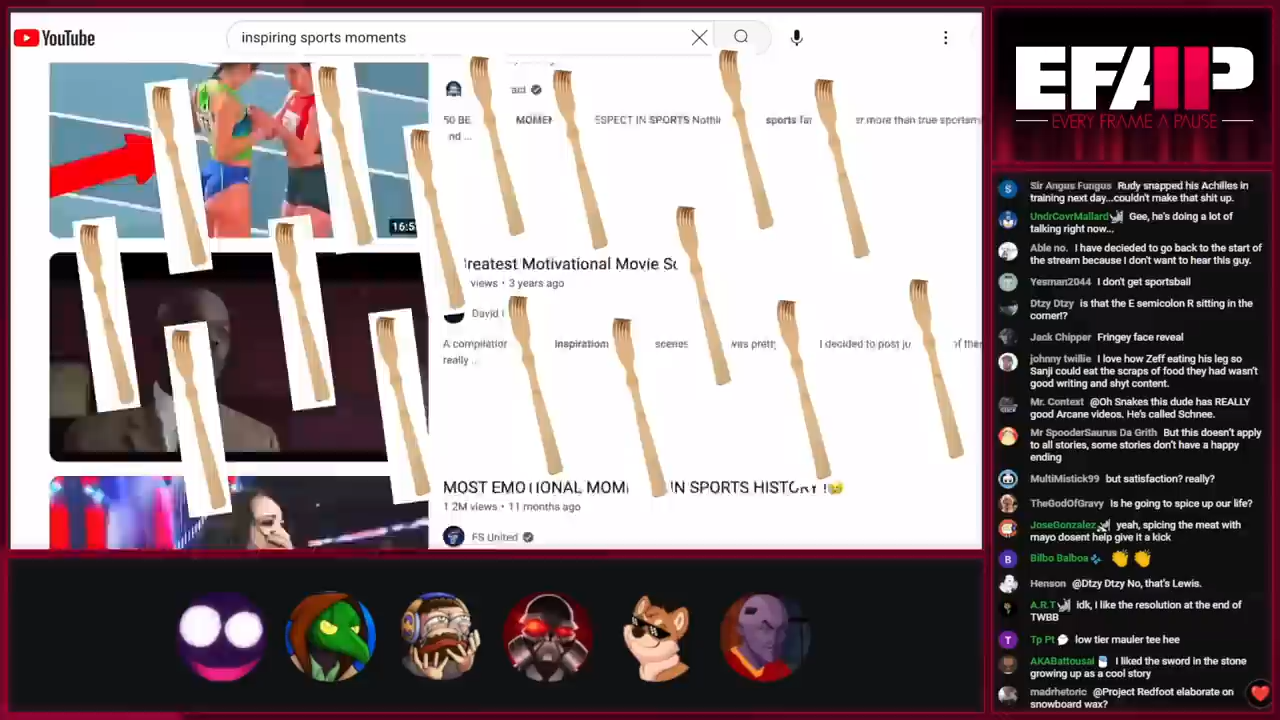 YouTube
inspiring sports moments
act
50 BE MOMEN ESPECT IN SPORTS Nothin sports fa er more than true sportsm
nd ...
16:5
reatest Motivational Movie S
views • 3 years ago
David
A compilation Inspiration scenes was pretty I decided to post ju of the
really ...
MOST EMOTIONAL MOM IN SPORTS HISTORY !😢
1.2M views • 11 months ago
FS United
EFAP
EVERY FRAME A PAUSE
Sir Angus Fungus Rudy snapped his Achilles in
training next day...couldn't make that shit up.
UndrCovrMallard Gee, he's doing a lot of
talking right now...
Able no. I have decieded to go back to the start of
the stream because I don't want to hear this guy.
Yesman2044 I don't get sportsball
Dtzy Dtzy is that the E semicolon R sitting in the
corner!?
Jack Chipper Fringey face reveal
johnny twillie I love how Zeff eating his leg so
Sanji could eat the scraps of food they had wasn't
good writing and shyt content.
Mr. Context @Oh Snakes this dude has REALLY
good Arcane videos. He's called Schnee.
Mr SpooderSaurus Da Grith But this doesn't apply
to all stories, some stories don't have a happy
ending
MultiMistick99 but satisfaction? really?
TheGodOfGravy Is he going to spice up our life?
JoseGonzalez yeah, spicing the meat with
mayo dosent help give it a kick
Bilbo Balboa 👏 👏
Henson @Dtzy Dtzy No, that's Lewis.
A.R.T idk, I like the resolution at the end of
TWBB
Tp Pt low tier mauler tee hee
AKABattousai I liked the sword in the stone
growing up as a cool story
madrhetoric @Project Redfoot elaborate on
snowboard wax?